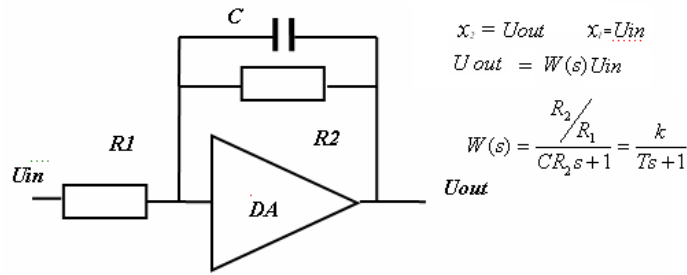 C
x₂ = Uout x₁=Uin
U out = W(s)Uin
R1
R2
W(s) = (R₂/R₁)/(CR₂s+1) = k/(Ts+1)
Uin
Uout
DA